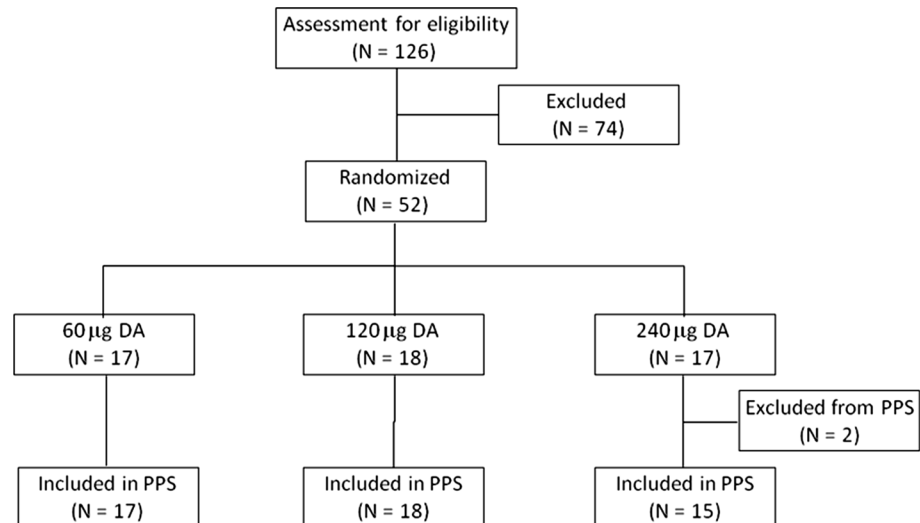 Assessment for eligibility
(N = 126)
Excluded
(N = 74)
Randomized
(N = 52)
60 µg DA
(N = 17)
120 µg DA
(N = 18)
240 µg DA
(N = 17)
Excluded from PPS
(N = 2)
Included in PPS
(N = 17)
Included in PPS
(N = 18)
Included in PPS
(N = 15)